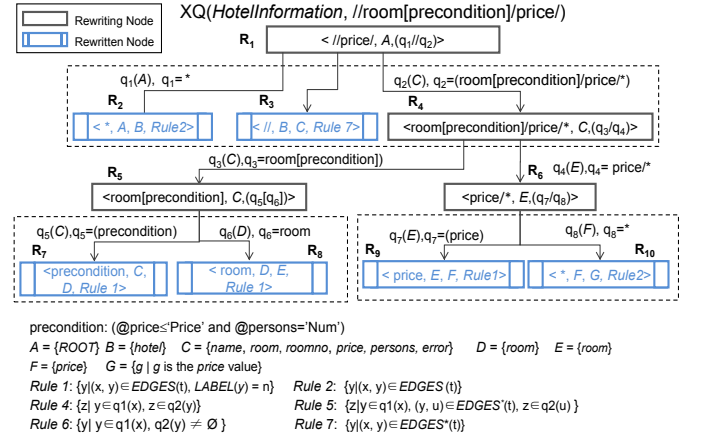 XQ(HotelInformation, //room[precondition]/price/)
Rewriting Node
Rewritten Node
R1
< //price/, A,(q1//q2)>
q1(A), q1=*
q2(C), q2=(room[precondition]/price/*)
R2
R3
R4
< *, A, B, Rule2>
< //, B, C, Rule 7>
<room[precondition]/price/*, C,(q3/q4)>
q3(C),q3=room[precondition])
R5
R6
q4(E),q4= price/*
<room[precondition], C,(q5[q6])>
<price/*, E,(q7/q8)>
q5(C),q5=(precondition)
q6(D), q6=room
q7(E),q7=(price)
q8(F), q8=*
R7
R8
R9
R10
<precondition, C,
D, Rule 1>
< room, D, E,
Rule 1>
< price, E, F, Rule1>
< *, F, G, Rule2>
precondition: (@price≤'Price' and @persons='Num')
A = {ROOT} B = {hotel} C = {name, room, roomno, price, persons, error} D = {room} E = {room}
F = {price} G = {g | g is the price value}
Rule 1: {y|(x, y)∈EDGES(t), LABEL(y) = n} Rule 2: {y|(x, y)∈EDGES(t)}
Rule 4: {z| y∈q1(x), z∈q2(y)} Rule 5: {z|y∈q1(x), (y, u)∈EDGES*(t), z∈q2(u) }
Rule 6: {y| y∈q1(x), q2(y) ≠ Ø } Rule 7: {y|(x, y)∈EDGES*(t)}